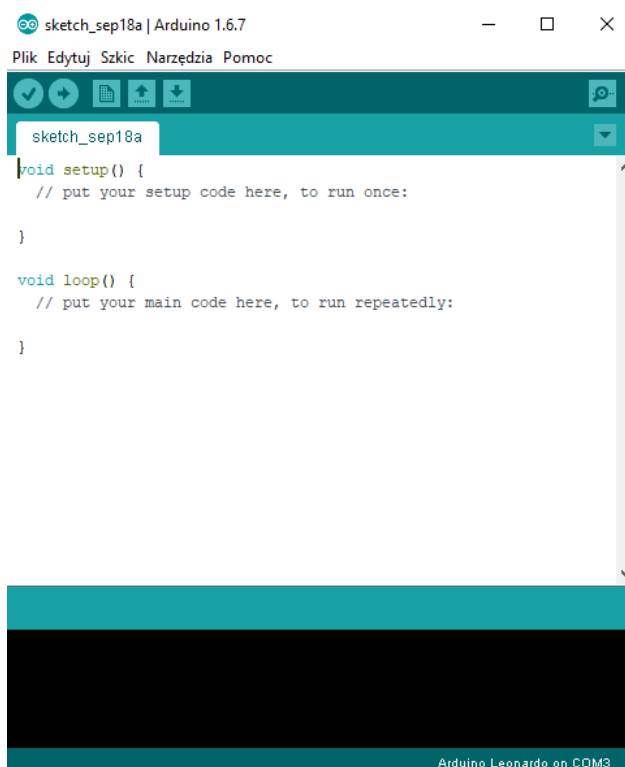 sketch_sep18a | Arduino 1.6.7
Plik Edytuj Szkic Narzędzia Pomoc
sketch_sep18a
void setup() {
  // put your setup code here, to run once:
}
void loop() {
  // put your main code here, to run repeatedly:
}
Arduino Leonardo on COM3